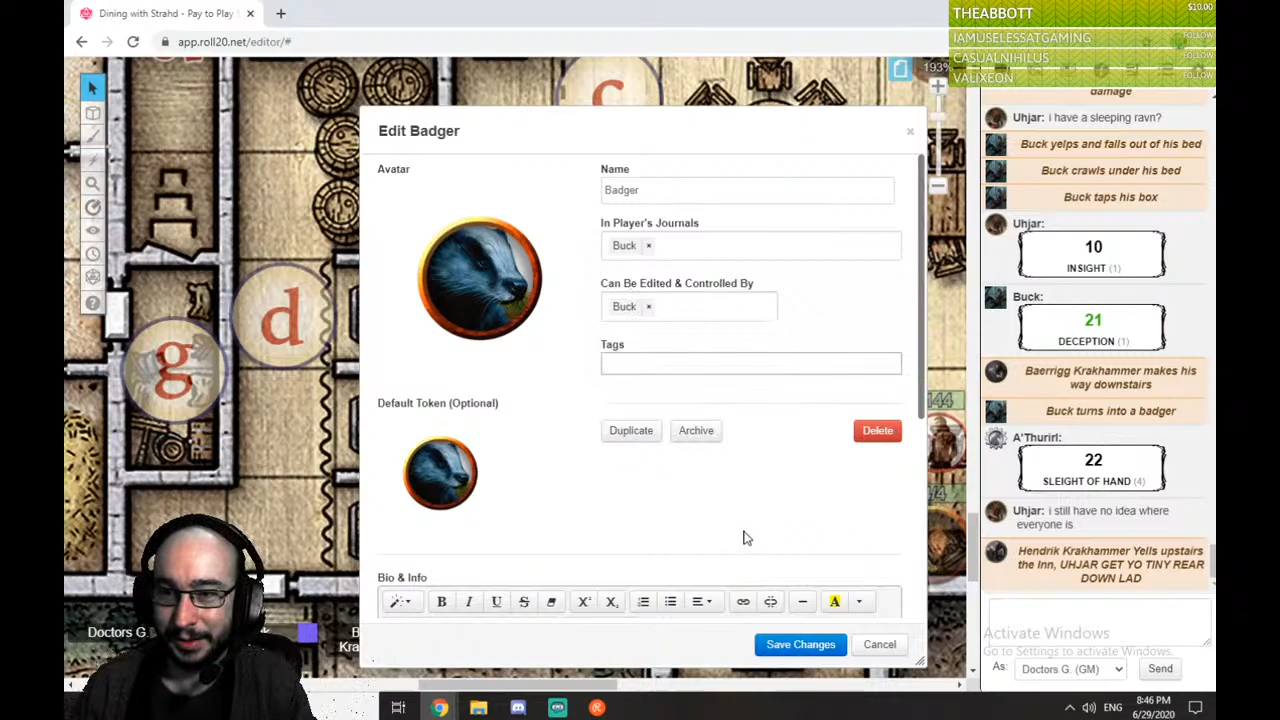 Dining with Strahd - Pay to Play
THEABBOTT
$10.00
IAMUSELESSATGAMING
FOLLOW
CASUALNIHILUS
FOLLOW
VALIXEON
FOLLOW
app.roll20.net/editor/#
193%
c
d
g
Edit Badger
Avatar
Name
Badger
In Player's Journals
Buck ×
Can Be Edited & Controlled By
Buck ×
Tags
Default Token (Optional)
Duplicate
Archive
Delete
Bio & Info
B I U S X² X₂ A
Save Changes
Cancel
damage
Uhjar: i have a sleeping ravn?
Buck yelps and falls out of his bed
Buck crawls under his bed
Buck taps his box
Uhjar:
10
INSIGHT (1)
Buck:
21
DECEPTION (1)
Baerrigg Krakhammer makes his
way downstairs
Buck turns into a badger
A'Thurirl:
22
SLEIGHT OF HAND (4)
Uhjar: i still have no idea where
everyone is
Hendrik Krakhammer Yells upstairs
the Inn, UHJAR GET YO TINY REAR
DOWN LAD
Activate Windows
Go to Settings to activate Windows.
As:
Doctors G. (GM)
Send
Doctors G.
ENG
8:46 PM
6/29/2020